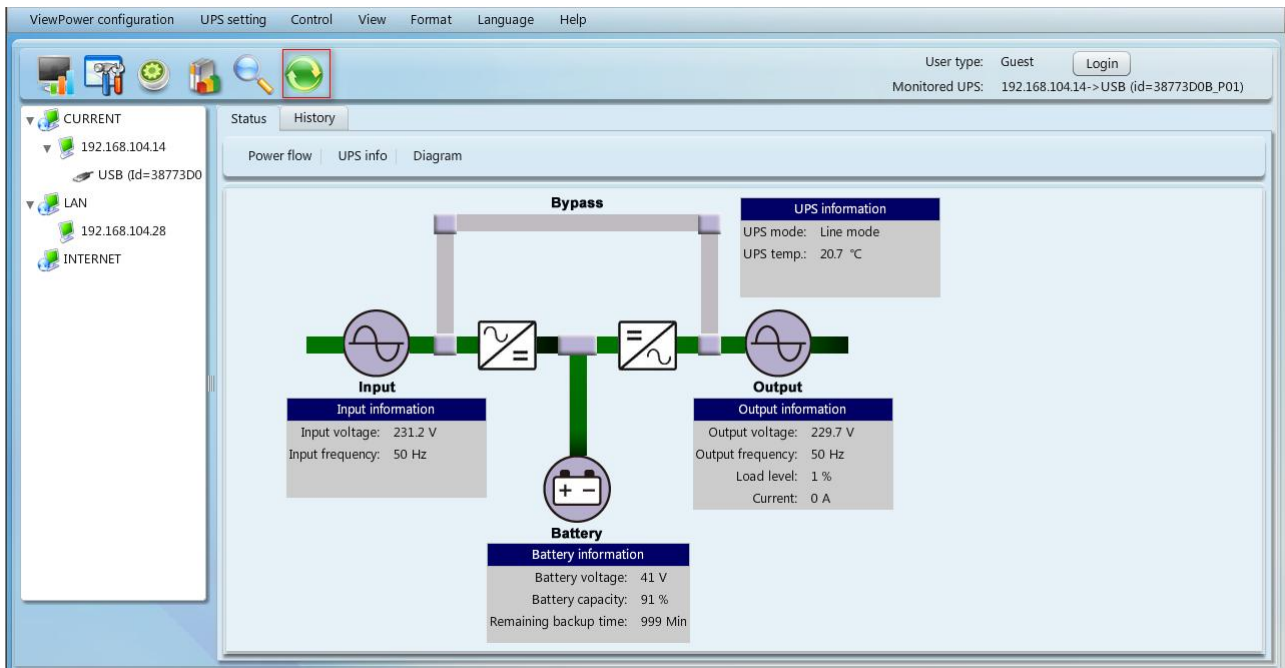 ViewPower configuration UPS setting Control View Format Language Help
User type: Guest Login
Monitored UPS: 192.168.104.14->USB (id=38773D0B_P01)
CURRENT
192.168.104.14
USB (Id=38773D0
LAN
192.168.104.28
INTERNET
Status History
Power flow UPS info Diagram
Bypass
UPS information
UPS mode: Line mode
UPS temp.: 20.7 ℃
Input
Input information
Input voltage: 231.2 V
Input frequency: 50 Hz
Output
Output information
Output voltage: 229.7 V
Output frequency: 50 Hz
Load level: 1 %
Current: 0 A
Battery
Battery information
Battery voltage: 41 V
Battery capacity: 91 %
Remaining backup time: 999 Min